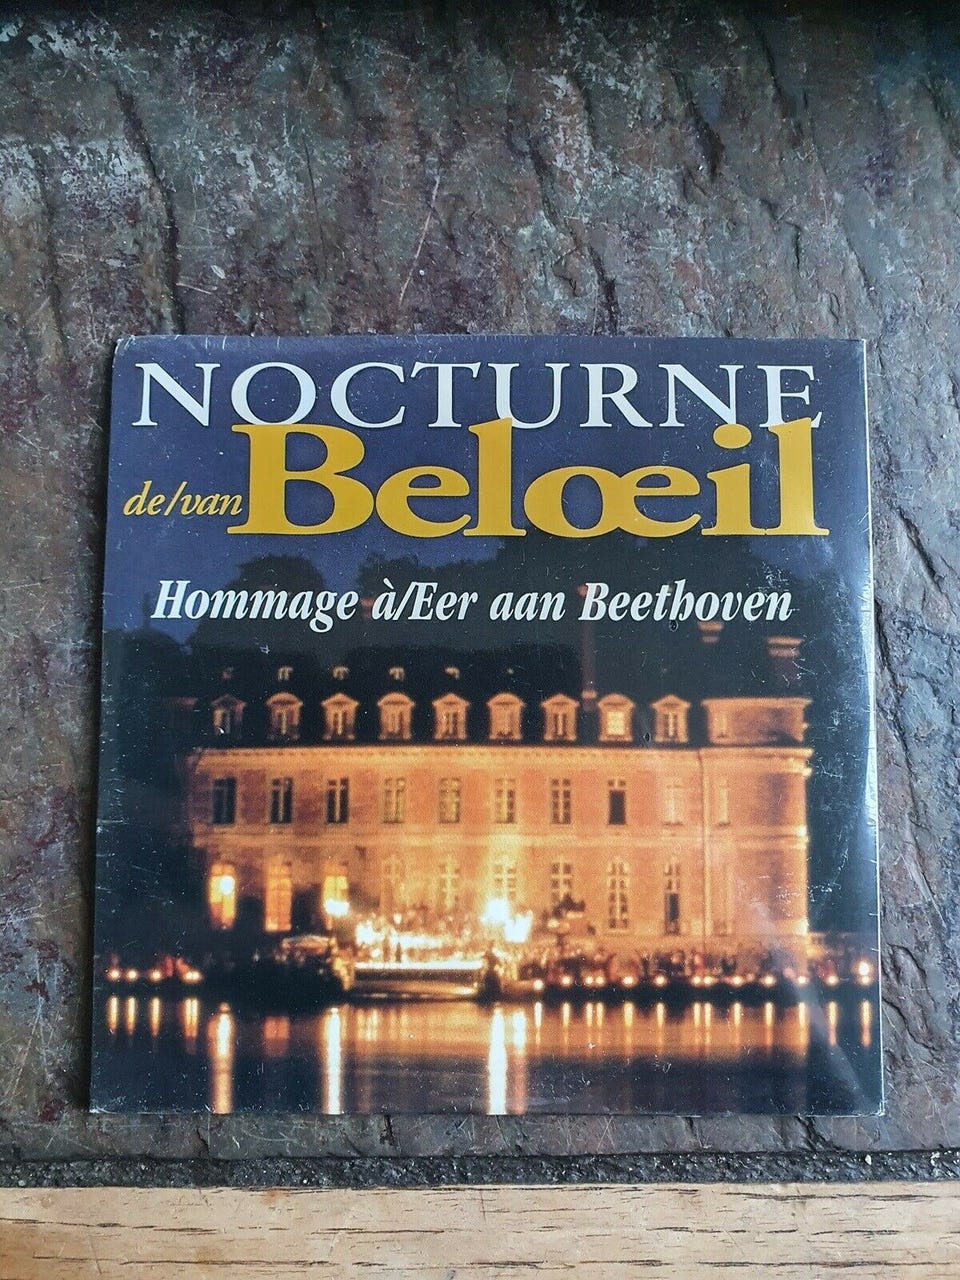 NOCTURNE
de/van Belœil
Hommage à/Eer aan Beethoven